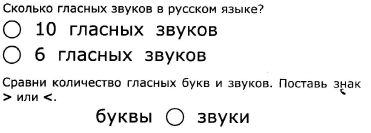 Сколько гласных звуков в русском языке?
10 гласных звуков
6 гласных звуков
Сравни количество гласных букв и звуков. Поставь знак
> или <.
буквы звуки